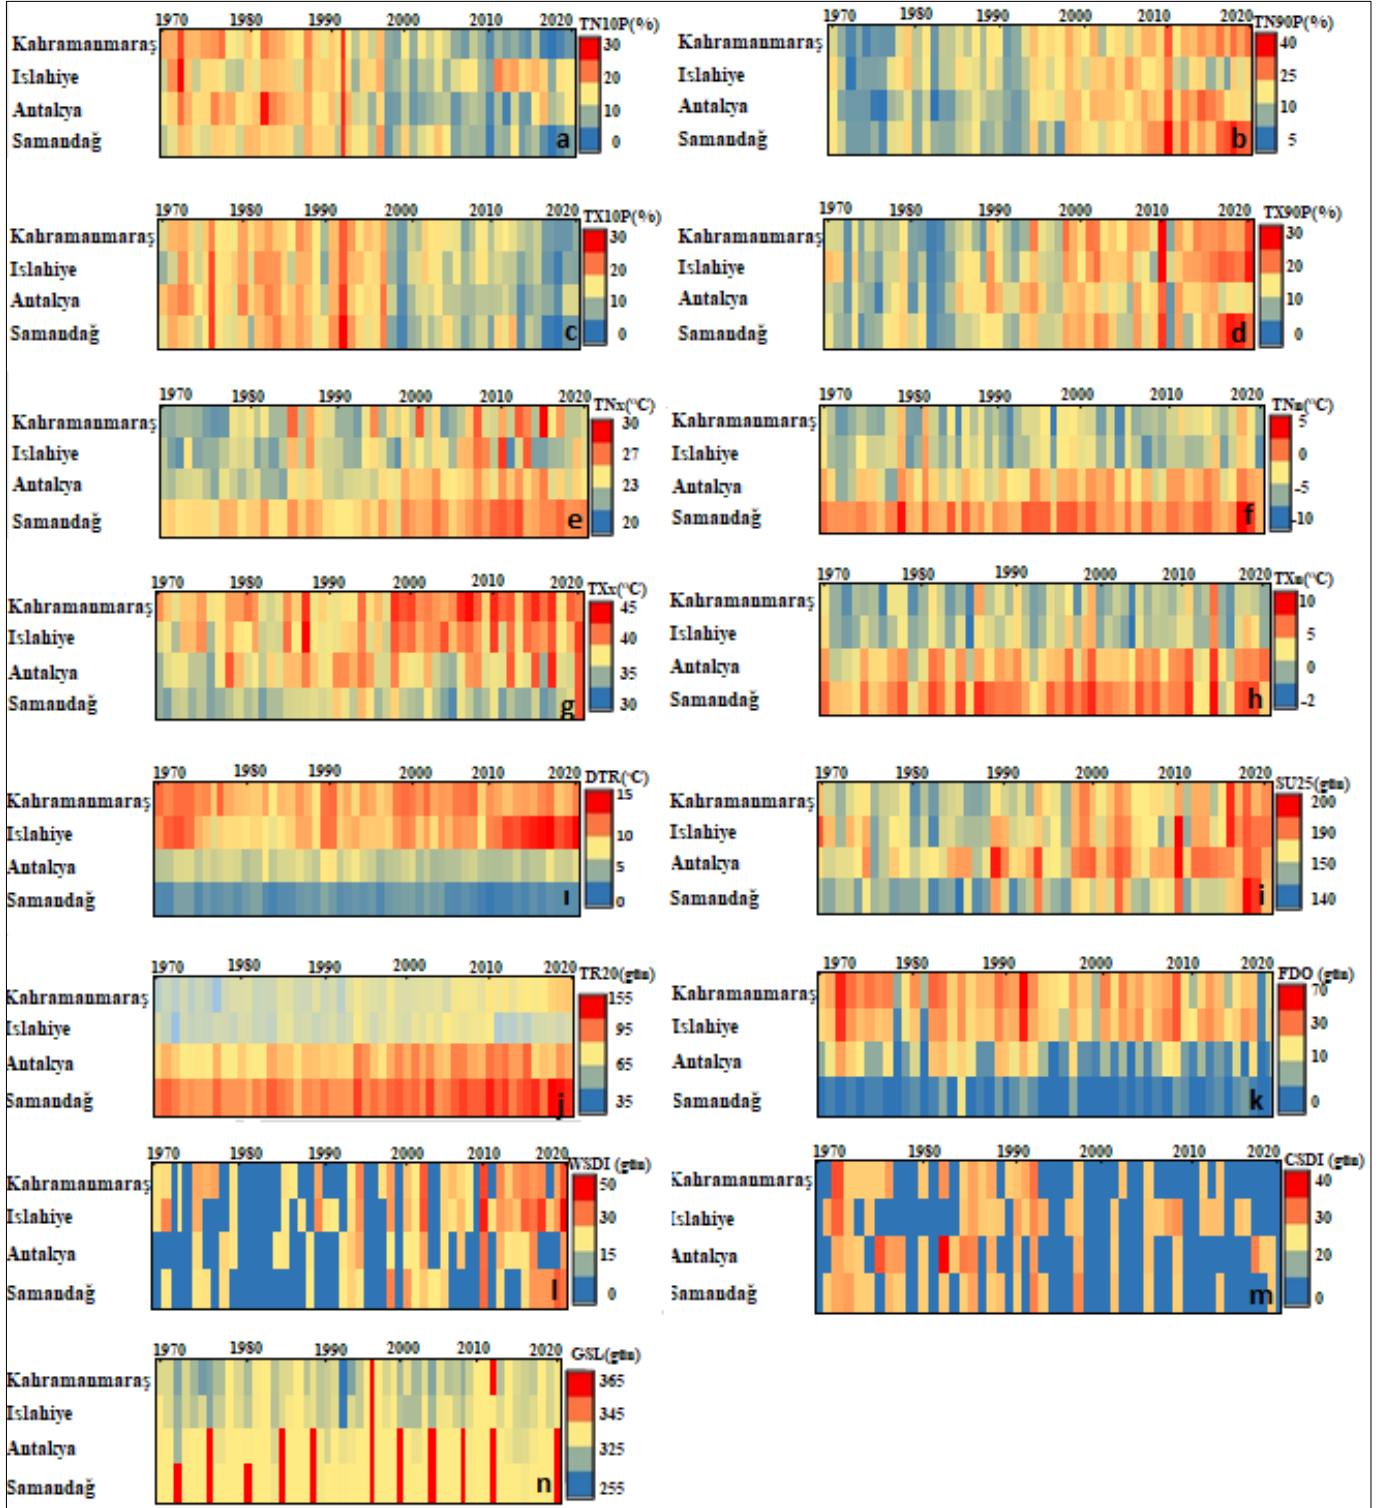 1970 1980 1990 2000 2010 2020 TN10P(%)
Kahramanmaraş 30
Islahiye 20
Antakya 10
Samandağ a 0
1970 1980 1990 2000 2010 2020 TN90P(%)
Kahramanmaraş 40
Islahiye 25
Antakya 10
Samandağ b 5
1970 1980 1990 2000 2010 2020 TX10P(%)
Kahramanmaraş 30
Islahiye 20
Antakya 10
Samandağ c 0
1970 1980 1990 2000 2010 2020 TX90P(%)
Kahramanmaraş 30
Islahiye 20
Antakya 10
Samandağ d 0
1970 1980 1990 2000 2010 2020 TNx(°C)
Kahramanmaraş 30
Islahiye 27
Antakya 23
Samandağ e 20
1970 1980 1990 2000 2010 2020 TNn(°C)
Kahramanmaraş 5
Islahiye 0
Antakya -5
Samandağ f -10
1970 1980 1990 2000 2010 2020 TXx(°C)
Kahramanmaraş 45
Islahiye 40
Antakya 35
Samandağ g 30
1970 1980 1990 2000 2010 2020 TXn(°C)
Kahramanmaraş 10
Islahiye 5
Antakya 0
Samandağ h -2
1970 1980 1990 2000 2010 2020 DTR(°C)
Kahramanmaraş 15
Islahiye 10
Antakya 5
Samandağ ı 0
1970 1980 1990 2000 2010 2020 SU25(gün)
Kahramanmaraş 200
Islahiye 190
Antakya 150
Samandağ i 140
1970 1980 1990 2000 2010 2020 TR20(gün)
Kahramanmaraş 155
Islahiye 95
Antakya 65
Samandağ j 35
1970 1980 1990 2000 2010 2020 FDO (gün)
Kahramanmaraş 70
Islahiye 30
Antakya 10
Samandağ k 0
1970 1980 1990 2000 2010 2020 WSDI (gün)
Kahramanmaraş 50
Islahiye 30
Antakya 15
Samandağ l 0
1970 1980 1990 2000 2010 2020 CSDI (gün)
Kahramanmaraş 40
Islahiye 30
Antakya 20
Samandağ m 0
1970 1980 1990 2000 2010 2020 GSL(gün)
Kahramanmaraş 365
Islahiye 345
Antakya 325
Samandağ n 255